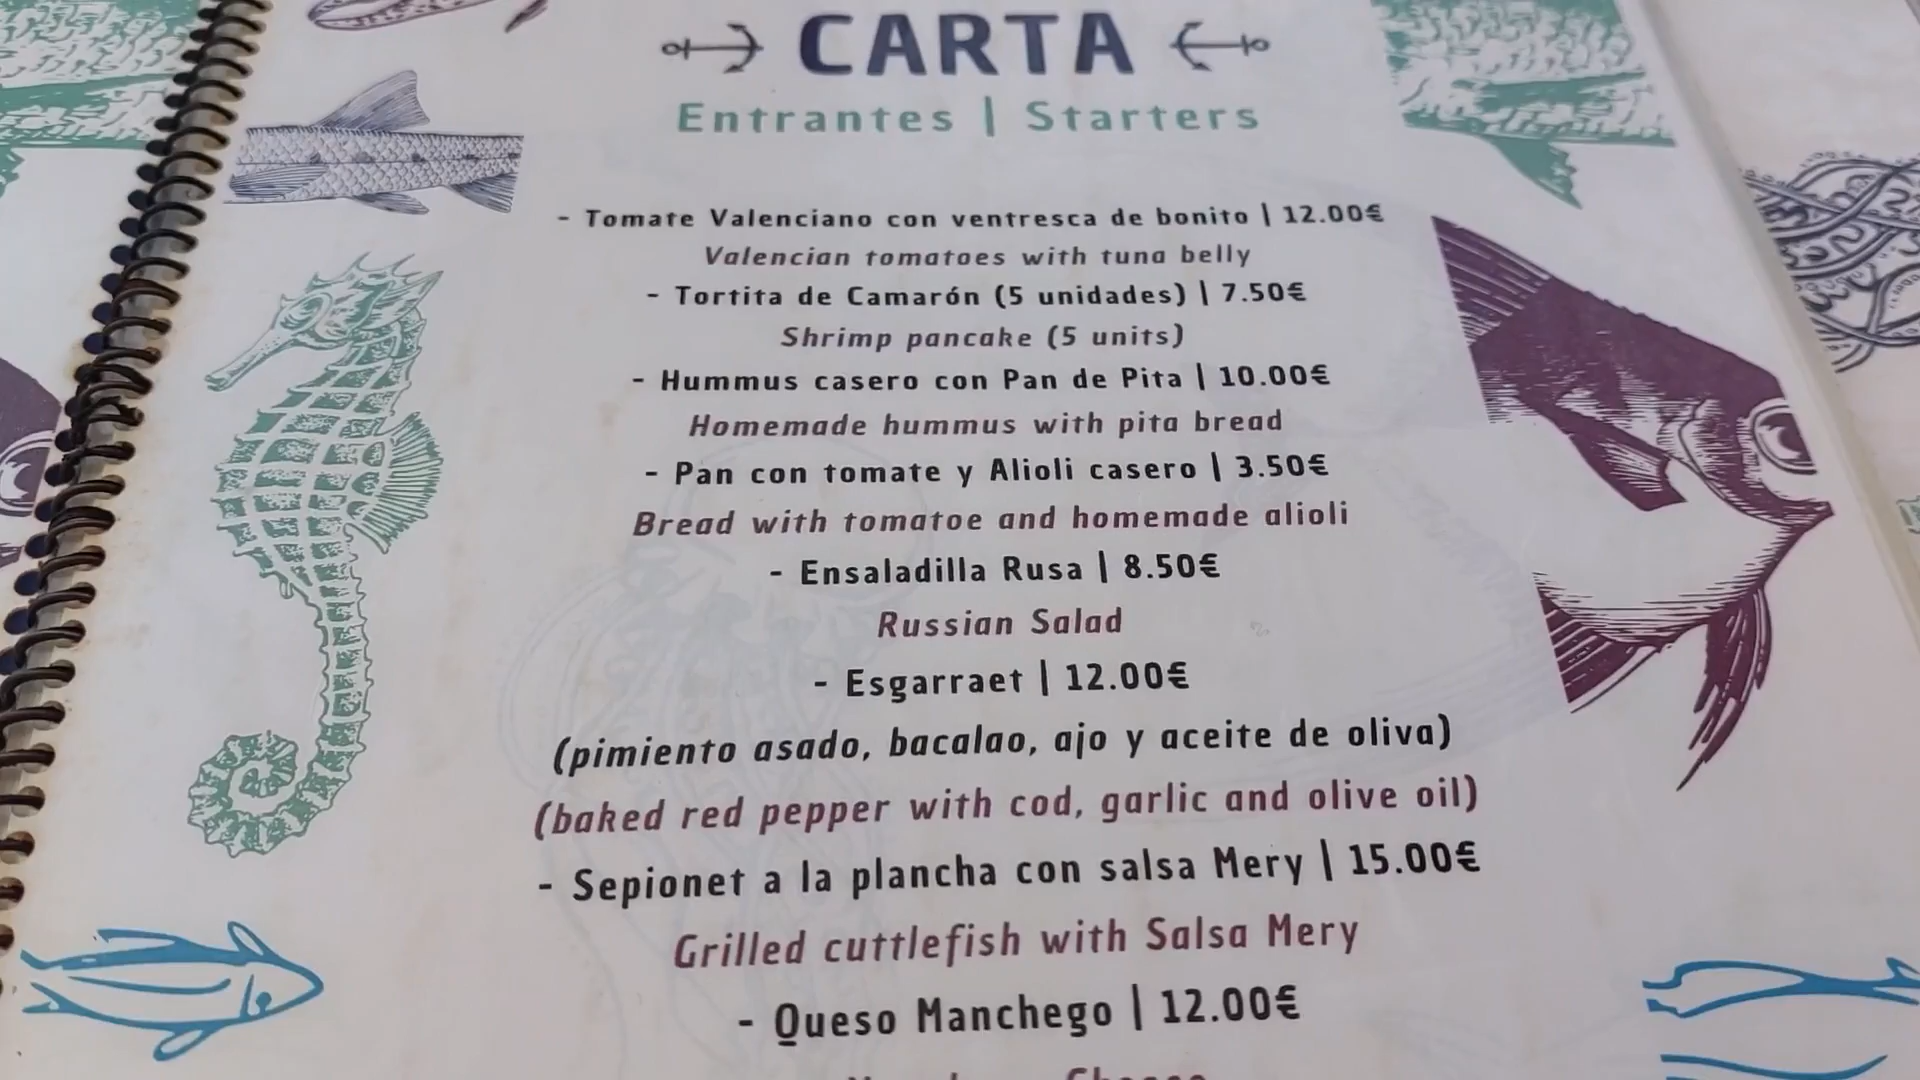 CARTA
Entrantes | Starters
- Tomate Valenciano con ventresca de bonito | 12.00€
Valencian tomatoes with tuna belly
- Tortita de Camarón (5 unidades) | 7.50€
Shrimp pancake (5 units)
- Hummus casero con Pan de Pita | 10.00€
Homemade hummus with pita bread
- Pan con tomate y Alioli casero | 3.50€
Bread with tomatoe and homemade alioli
- Ensaladilla Rusa | 8.50€
Russian Salad
- Esgarraet | 12.00€
(pimiento asado, bacalao, ajo y aceite de oliva)
(baked red pepper with cod, garlic and olive oil)
- Sepionet a la plancha con salsa Mery | 15.00€
Grilled cuttlefish with Salsa Mery
- Queso Manchego | 12.00€